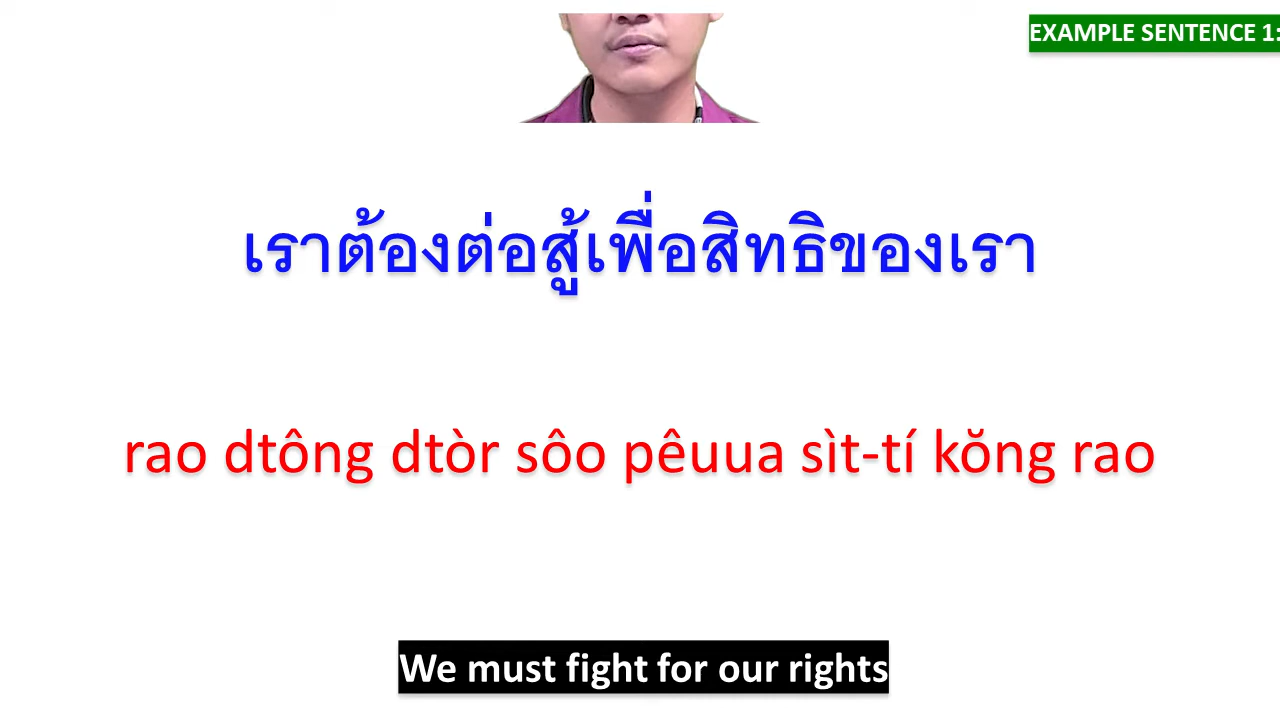 EXAMPLE SENTENCE 1:
เราต้องต่อสู้เพื่อสิทธิของเรา
rao dtông dtòr sôo pêuua sìt-tí kŏng rao
We must fight for our rights